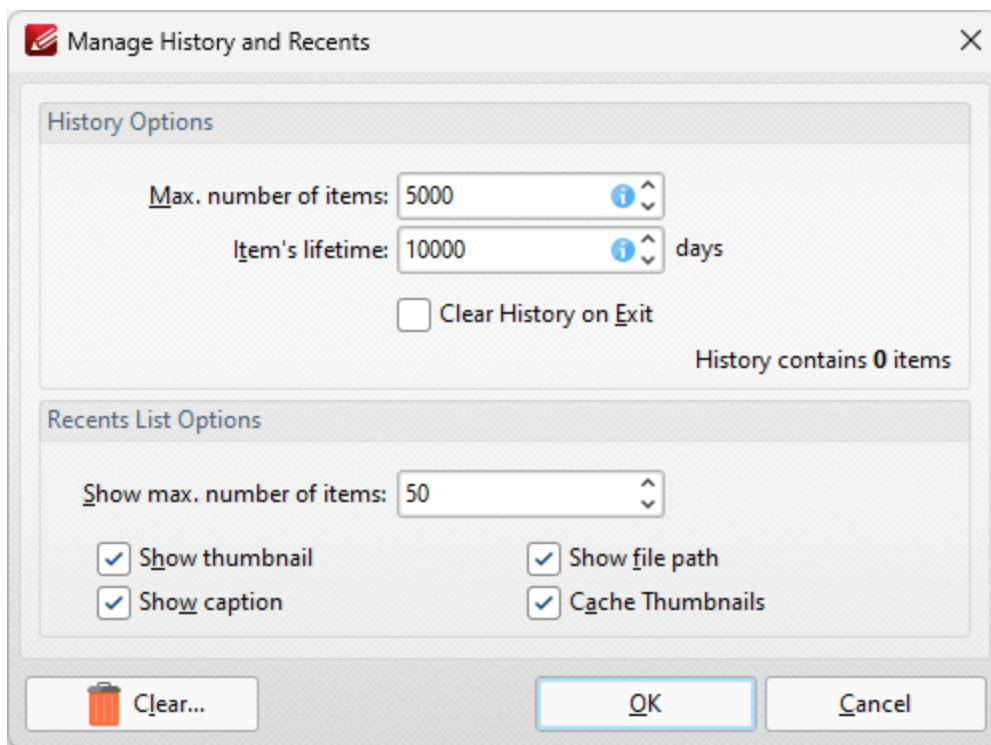 Manage History and Recents
History Options
Max. number of items: 5000
Item's lifetime: 10000 days
Clear History on Exit
History contains 0 items
Recents List Options
Show max. number of items: 50
Show thumbnail Show file path
Show caption Cache Thumbnails
Clear... OK Cancel